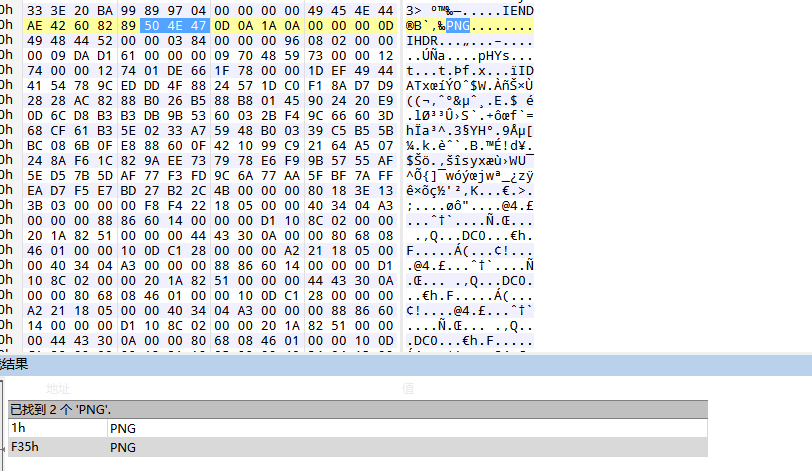 0h 33 3E 20 BA 99 89 97 04 00 00 00 00 49 45 4E 44 3> º™‰—.....IEND
0h AE 42 60 82 89 50 4E 47 0D 0A 1A 0A 00 00 00 0D ®B`‚‰PNG........
0h 49 48 44 52 00 00 03 84 00 00 00 96 08 02 00 00 IHDR...„...–....
0h 00 09 DA D1 61 00 00 00 09 70 48 59 73 00 00 12 ..ÚÑa....pHYs...
0h 74 00 00 12 74 01 DE 66 1F 78 00 00 1D EF 49 44 t...t.Þf.x...ïID
0h 41 54 78 9C ED DD 4F 88 24 57 1D C0 F1 8A D7 D9 ATxœíÝOˆ$W.ÀñŠ×Ù
0h 28 28 AC 82 88 B0 26 B5 88 B8 01 45 90 24 20 E9 ((¬‚ˆ°&µˆ¸.E.$ é
0h 0D 6C D8 B3 B3 DB 9B 53 60 03 2B F4 9C 66 60 3D .lØ³³Û›S`.+ôœf`=
0h 68 CF 61 B3 5E 02 33 A7 59 48 B0 03 39 C5 B5 5B hÏa³^.3§YH°.9Åµ[
0h BC 08 6B 0F E8 88 60 0F 42 10 99 C9 21 64 A5 07 ¼.k.èˆ`.B.™É!d¥.
0h 24 8A F6 1C 82 9A EE 73 79 78 E6 F9 9B 57 55 AF $Šö.‚šîsyxæù›WU¯
0h 5E D5 7B 5D AF 77 F3 FD 9C 6A 77 AA 5F BF 7A FF ^Õ{]¯wóýœjwª_¿zÿ
0h EA D7 F5 E7 BD 27 B2 2C 4B 00 00 00 80 18 3E 13 ê×õç½'²,K...€.>.
0h 3B 03 00 00 00 F8 F4 22 18 05 00 00 40 34 04 A3 ;....øô"....@4.£
0h 00 00 00 88 86 60 14 00 00 00 D1 10 8C 02 00 00 ...ˆ†`....Ñ.Œ...
0h 20 1A 82 51 00 00 00 44 43 30 0A 00 00 80 68 08 .‚Q...DC0...€h.
0h 46 01 00 00 10 0D C1 28 00 00 00 A2 21 18 05 00 F.....Á(...¢!...
0h 00 40 34 04 A3 00 00 00 88 86 60 14 00 00 00 D1 .@4.£...ˆ†`....Ñ
0h 10 8C 02 00 00 20 1A 82 51 00 00 00 44 43 30 0A .Œ... .‚Q...DC0.
0h 00 00 80 68 08 46 01 00 00 10 0D C1 28 00 00 00 ..€h.F.....Á(...
0h A2 21 18 05 00 00 40 34 04 A3 00 00 00 88 86 60 ¢!....@4.£...ˆ†`
0h 14 00 00 00 D1 10 8C 02 00 00 20 1A 82 51 00 00 ....Ñ.Œ... .‚Q..
0h 00 44 43 30 0A 00 00 80 68 08 46 01 00 00 10 0D .DC0...€h.F.....
结果
地址 值
已找到 2 个 'PNG'.
1h PNG
F35h PNG